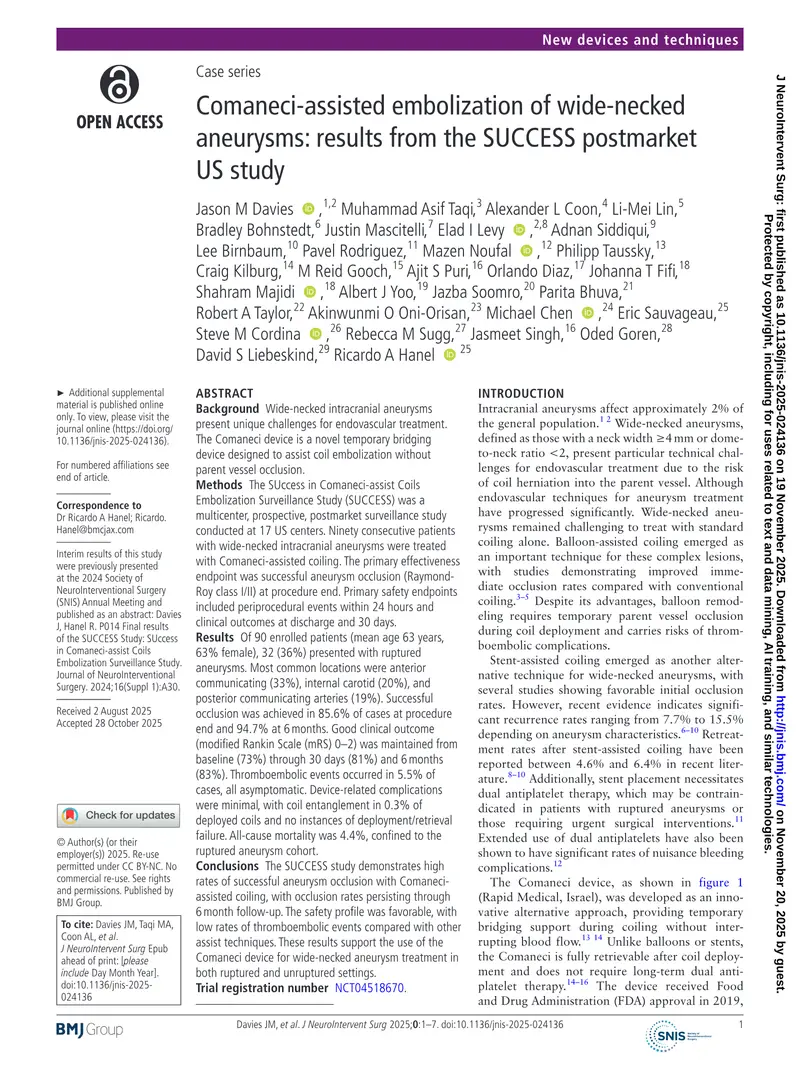 New devices and techniques
OPEN ACCESS
Case series
Comaneci-assisted embolization of wide-necked
aneurysms: results from the SUCCESS postmarket
US study
Jason M Davies iD ,1,2 Muhammad Asif Taqi,3 Alexander L Coon,4 Li-Mei Lin,5
Bradley Bohnstedt,6 Justin Mascitelli,7 Elad I Levy iD ,2,8 Adnan Siddiqui,9
Lee Birnbaum,10 Pavel Rodriguez,11 Mazen Noufal iD ,12 Philipp Taussky,13
Craig Kilburg,14 M Reid Gooch,15 Ajit S Puri,16 Orlando Diaz,17 Johanna T Fifi,18
Shahram Majidi iD ,18 Albert J Yoo,19 Jazba Soomro,20 Parita Bhuva,21
Robert A Taylor,22 Akinwunmi O Oni-Orisan,23 Michael Chen iD ,24 Eric Sauvageau,25
Steve M Cordina iD ,26 Rebecca M Sugg,27 Jasmeet Singh,16 Oded Goren,28
David S Liebeskind,29 Ricardo A Hanel iD 25
► Additional supplemental
material is published online
only. To view, please visit the
journal online (https://doi.org/
10.1136/jnis-2025-024136).
For numbered affiliations see
end of article.
Correspondence to
Dr Ricardo A Hanel; Ricardo.
Hanel@bmcjax.com
Interim results of this study
were previously presented
at the 2024 Society of
NeuroInterventional Surgery
(SNIS) Annual Meeting and
published as an abstract: Davies
J, Hanel R. P014 Final results
of the SUCCESS Study: SUccess
in Comaneci-assist Coils
Embolization Surveillance Study.
Journal of NeuroInterventional
Surgery. 2024;16(Suppl 1):A30.
Received 2 August 2025
Accepted 28 October 2025
Check for updates
© Author(s) (or their
employer(s)) 2025. Re-use
permitted under CC BY-NC. No
commercial re-use. See rights
and permissions. Published by
BMJ Group.
To cite: Davies JM, Taqi MA,
Coon AL, et al.
J NeuroIntervent Surg Epub
ahead of print: [please
include Day Month Year].
doi:10.1136/jnis-2025-
024136
ABSTRACT
Background Wide-necked intracranial aneurysms
present unique challenges for endovascular treatment.
The Comaneci device is a novel temporary bridging
device designed to assist coil embolization without
parent vessel occlusion.
Methods The SUccess in Comaneci-assist Coils
Embolization Surveillance Study (SUCCESS) was a
multicenter, prospective, postmarket surveillance study
conducted at 17 US centers. Ninety consecutive patients
with wide-necked intracranial aneurysms were treated
with Comaneci-assisted coiling. The primary effectiveness
endpoint was successful aneurysm occlusion (Raymond-
Roy class I/II) at procedure end. Primary safety endpoints
included periprocedural events within 24 hours and
clinical outcomes at discharge and 30 days.
Results Of 90 enrolled patients (mean age 63 years,
63% female), 32 (36%) presented with ruptured
aneurysms. Most common locations were anterior
communicating (33%), internal carotid (20%), and
posterior communicating arteries (19%). Successful
occlusion was achieved in 85.6% of cases at procedure
end and 94.7% at 6 months. Good clinical outcome
(modified Rankin Scale (mRS) 0–2) was maintained from
baseline (73%) through 30 days (81%) and 6 months
(83%). Thromboembolic events occurred in 5.5% of
cases, all asymptomatic. Device-related complications
were minimal, with coil entanglement in 0.3% of
deployed coils and no instances of deployment/retrieval
failure. All-cause mortality was 4.4%, confined to the
ruptured aneurysm cohort.
Conclusions The SUCCESS study demonstrates high
rates of successful aneurysm occlusion with Comaneci-
assisted coiling, with occlusion rates persisting through
6 month follow-up. The safety profile was favorable, with
low rates of thromboembolic events compared with other
assist techniques. These results support the use of the
Comaneci device for wide-necked aneurysm treatment in
both ruptured and unruptured settings.
Trial registration number NCT04518670.
INTRODUCTION
Intracranial aneurysms affect approximately 2% of
the general population.1 2 Wide-necked aneurysms,
defined as those with a neck width ≥4 mm or dome-
to-neck ratio <2, present particular technical chal-
lenges for endovascular treatment due to the risk
of coil herniation into the parent vessel. Although
endovascular techniques for aneurysm treatment
have progressed significantly. Wide-necked aneu-
rysms remained challenging to treat with standard
coiling alone. Balloon-assisted coiling emerged as
an important technique for these complex lesions,
with studies demonstrating improved imme-
diate occlusion rates compared with conventional
coiling.3–5 Despite its advantages, balloon remod-
eling requires temporary parent vessel occlusion
during coil deployment and carries risks of throm-
boembolic complications.
Stent-assisted coiling emerged as another alter-
native technique for wide-necked aneurysms, with
several studies showing favorable initial occlusion
rates. However, recent evidence indicates signifi-
cant recurrence rates ranging from 7.7% to 15.5%
depending on aneurysm characteristics.6–10 Retreat-
ment rates after stent-assisted coiling have been
reported between 4.6% and 6.4% in recent liter-
ature.8–10 Additionally, stent placement necessitates
dual antiplatelet therapy, which may be contrain-
dicated in patients with ruptured aneurysms or
those requiring urgent surgical interventions.11
Extended use of dual antiplatelets have also been
shown to have significant rates of nuisance bleeding
complications.12
The Comaneci device, as shown in figure 1
(Rapid Medical, Israel), was developed as an inno-
vative alternative approach, providing temporary
bridging support during coiling without inter-
rupting blood flow.13 14 Unlike balloons or stents,
the Comaneci is fully retrievable after coil deploy-
ment and does not require long-term dual anti-
platelet therapy.14–16 The device received Food
and Drug Administration (FDA) approval in 2019,
BMJ Group
Davies JM, et al. J NeuroIntervent Surg 2025;0:1–7. doi:10.1136/jnis-2025-024136
SNIS
1
J NeuroIntervent Surg: first published as 10.1136/jnis-2025-024136 on 19 November 2025. Downloaded from http://jnis.bmj.com/ on November 20, 2025 by guest.
Protected by copyright, including for uses related to text and data mining, AI training, and similar technologies.